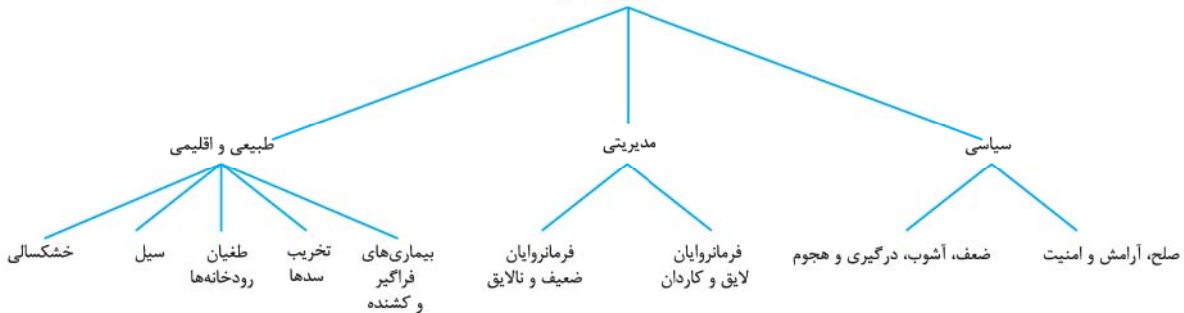 سیاسی
مدیریتی
طبیعی و اقلیمی
صلح، آرامش و امنیت
ضعف، آشوب، درگیری و هجوم
فرمانروایان
لایق و کاردان
فرمانروایان
ضعیف و نالایق
بیماری‌های
فراگیر
و کشنده
تخریب
سدها
طغیان
رودخانه‌ها
سیل
خشکسالی